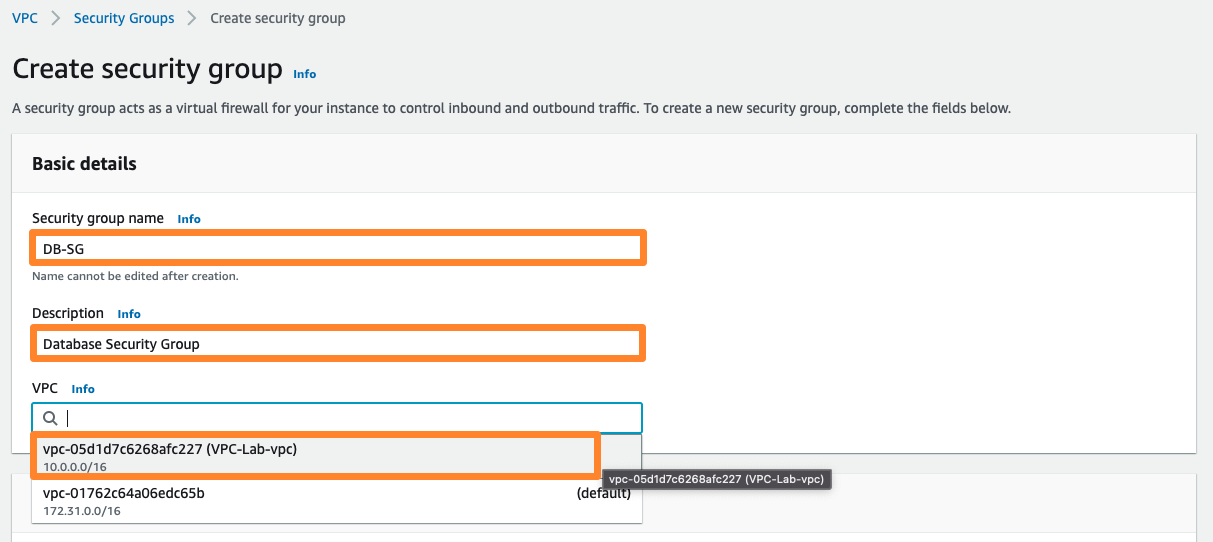 VPC > Security Groups > Create security group
Create security group Info
A security group acts as a virtual firewall for your instance to control inbound and outbound traffic. To create a new security group, complete the fields below.
Basic details
Security group name Info
DB-SG
Name cannot be edited after creation.
Description Info
Database Security Group
VPC Info
vpc-05d1d7c6268afc227 (VPC-Lab-vpc)
10.0.0.0/16
vpc-05d1d7c6268afc227 (VPC-Lab-vpc)
vpc-01762c64a06edc65b (default)
172.31.0.0/16